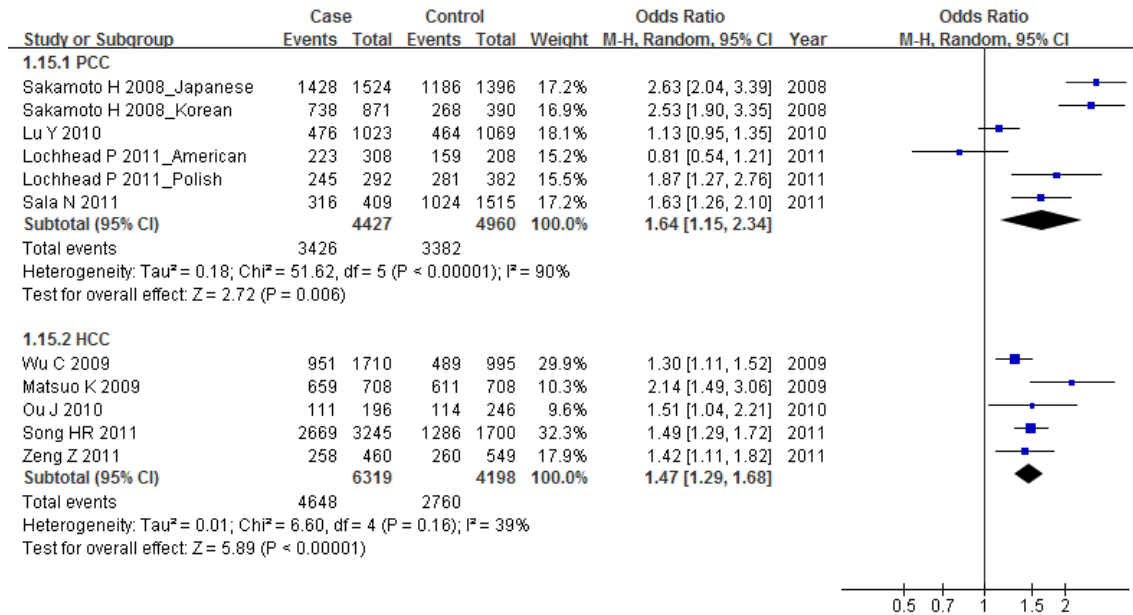 Case Control Odds Ratio Odds Ratio
Study or Subgroup Events Total Events Total Weight M-H, Random, 95% CI Year M-H, Random, 95% CI
1.15.1 PCC
Sakamoto H 2008_Japanese 1428 1524 1186 1396 17.2% 2.63 [2.04, 3.39] 2008
Sakamoto H 2008_Korean 738 871 268 390 16.9% 2.53 [1.90, 3.35] 2008
Lu Y 2010 476 1023 464 1069 18.1% 1.13 [0.95, 1.35] 2010
Lochhead P 2011_American 223 308 159 208 15.2% 0.81 [0.54, 1.21] 2011
Lochhead P 2011_Polish 245 292 281 382 15.5% 1.87 [1.27, 2.76] 2011
Sala N 2011 316 409 1024 1515 17.2% 1.63 [1.26, 2.10] 2011
Subtotal (95% CI) 4427 4960 100.0% 1.64 [1.15, 2.34]
Total events 3426 3382
Heterogeneity: Tau² = 0.18; Chi² = 51.62, df = 5 (P < 0.00001); I² = 90%
Test for overall effect: Z = 2.72 (P = 0.006)
1.15.2 HCC
Wu C 2009 951 1710 489 995 29.9% 1.30 [1.11, 1.52] 2009
Matsuo K 2009 659 708 611 708 10.3% 2.14 [1.49, 3.06] 2009
Ou J 2010 111 196 114 246 9.6% 1.51 [1.04, 2.21] 2010
Song HR 2011 2669 3245 1286 1700 32.3% 1.49 [1.29, 1.72] 2011
Zeng Z 2011 258 460 260 549 17.9% 1.42 [1.11, 1.82] 2011
Subtotal (95% CI) 6319 4198 100.0% 1.47 [1.29, 1.68]
Total events 4648 2760
Heterogeneity: Tau² = 0.01; Chi² = 6.60, df = 4 (P = 0.16); I² = 39%
Test for overall effect: Z = 5.89 (P < 0.00001)
0.5 0.7 1 1.5 2